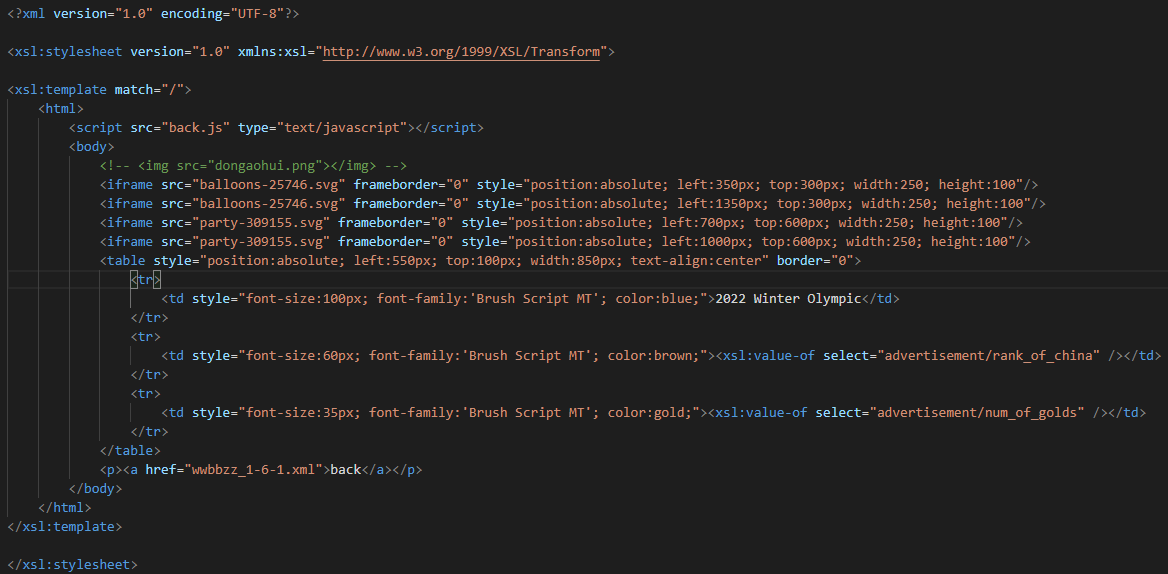 <?xml version="1.0" encoding="UTF-8"?>
<xsl:stylesheet version="1.0" xmlns:xsl="http://www.w3.org/1999/XSL/Transform">
<xsl:template match="/">
<html>
<script src="back.js" type="text/javascript"></script>
<body>
<!-- <img src="dongaohui.png"></img> -->
<iframe src="balloons-25746.svg" frameborder="0" style="position:absolute; left:350px; top:300px; width:250; height:100"/>
<iframe src="balloons-25746.svg" frameborder="0" style="position:absolute; left:1350px; top:300px; width:250; height:100"/>
<iframe src="party-309155.svg" frameborder="0" style="position:absolute; left:700px; top:600px; width:250; height:100"/>
<iframe src="party-309155.svg" frameborder="0" style="position:absolute; left:1000px; top:600px; width:250; height:100"/>
<table style="position:absolute; left:550px; top:100px; width:850px; text-align:center" border="0">
<tr>
<td style="font-size:100px; font-family:'Brush Script MT'; color:blue;">2022 Winter Olympic</td>
</tr>
<tr>
<td style="font-size:60px; font-family:'Brush Script MT'; color:brown;"><xsl:value-of select="advertisement/rank_of_china" /></td>
</tr>
<tr>
<td style="font-size:35px; font-family:'Brush Script MT'; color:gold;"><xsl:value-of select="advertisement/num_of_golds" /></td>
</tr>
</table>
<p><a href="wwbbzz_1-6-1.xml">back</a></p>
</body>
</html>
</xsl:template>
</xsl:stylesheet>